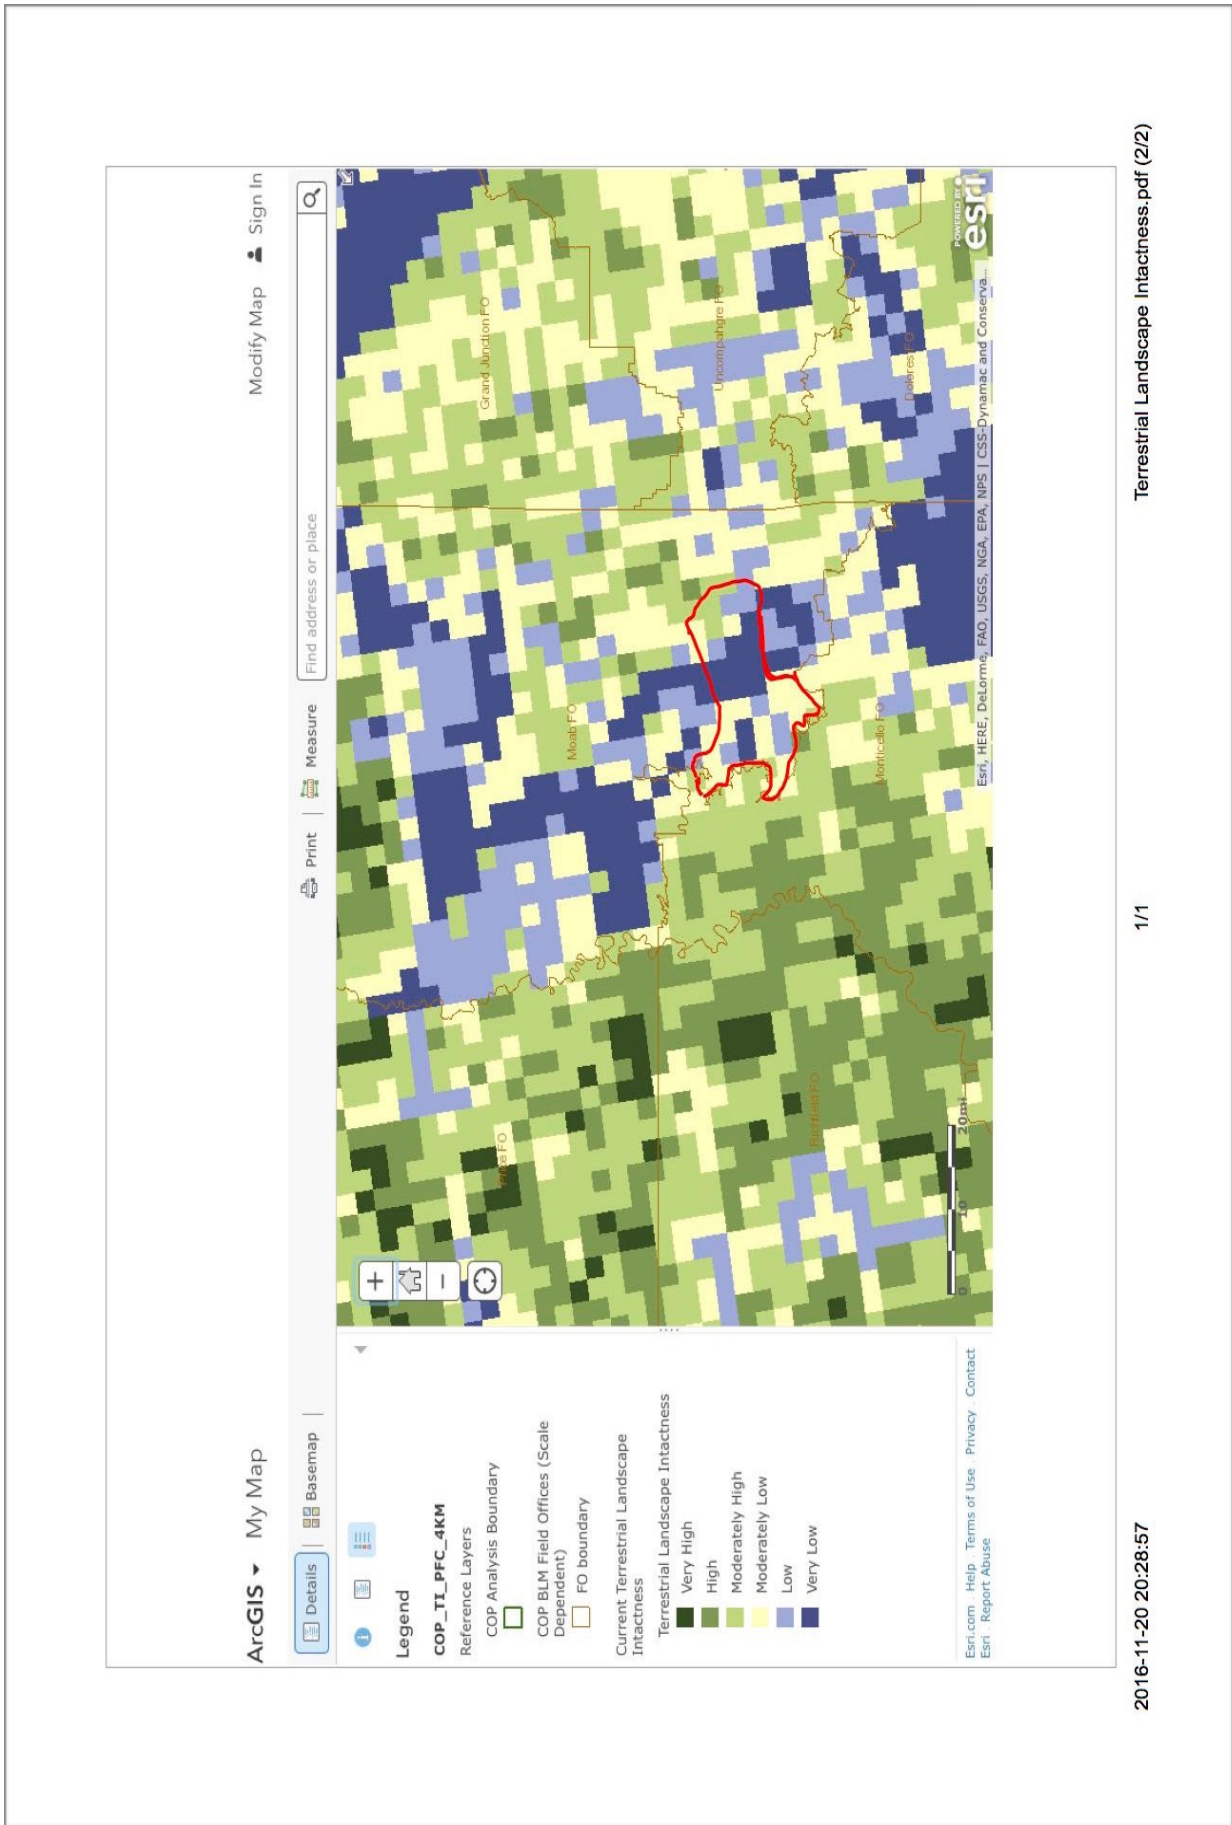 ArcGIS ▾ My Map
Modify Map Sign In
Details Basemap
Print Measure Find address or place
Legend
COP_TI_PFC_4KM
Reference Layers
COP Analysis Boundary
COP BLM Field Offices (Scale
Dependent)
FO boundary
Current Terrestrial Landscape
Intactness
Terrestrial Landscape Intactness
Very High
High
Moderately High
Moderately Low
Low
Very Low
Esri.com . Help . Terms of Use . Privacy . Contact
Esri . Report Abuse
Grand Junction FO
Moab FO
Price FO
Uncompahgre FO
Richfield FO
Monticello FO
Dolores FO
0 10 20mi
POWERED BY
esri
Esri, HERE, DeLorme, FAO, USGS, NGA, EPA, NPS | CSS-Dynamac and Conserva...
2016-11-20 20:28:57
1/1
Terrestrial Landscape Intactness.pdf (2/2)